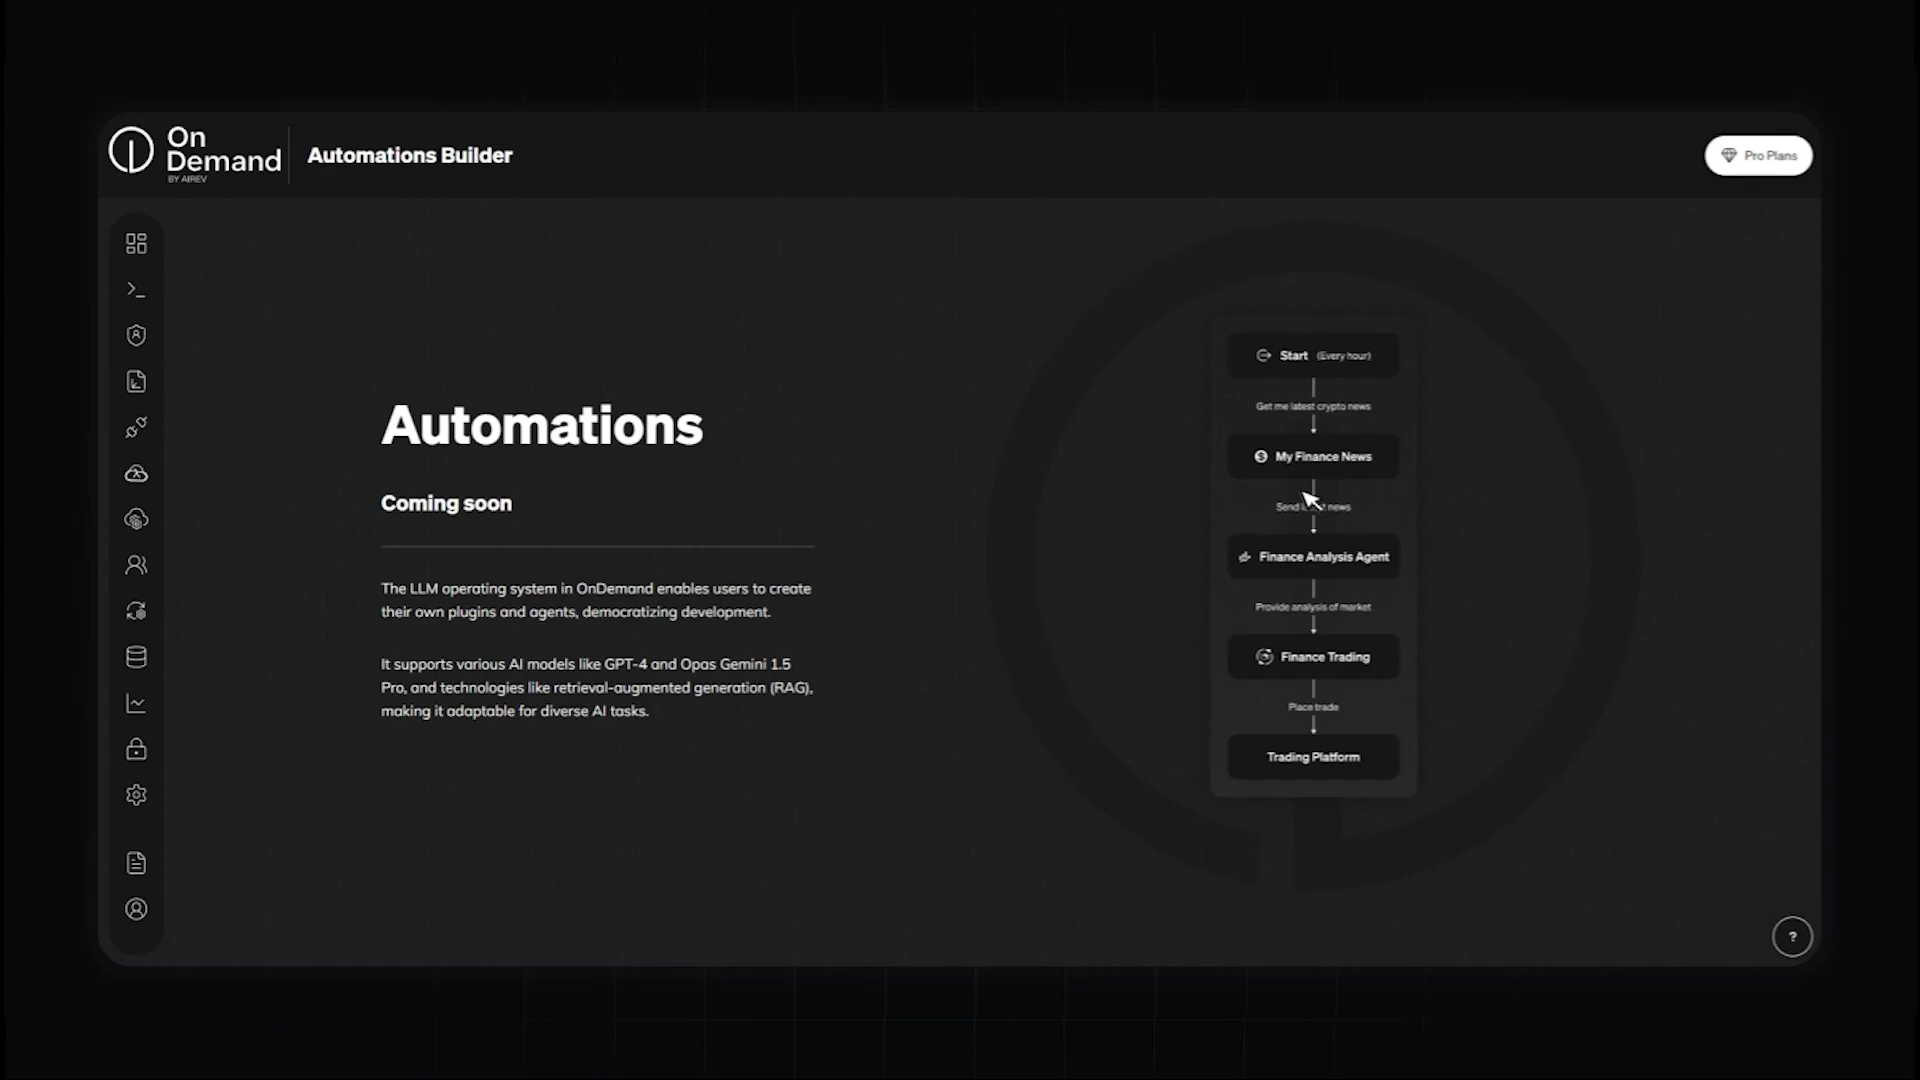 On
Demand
BY AIREV
Automations Builder
Pro Plans
Automations
Coming soon
The LLM operating system in OnDemand enables users to create
their own plugins and agents, democratizing development.
It supports various AI models like GPT-4 and Opas Gemini 1.5
Pro, and technologies like retrieval-augmented generation (RAG),
making it adaptable for diverse AI tasks.
Start (Every hour)
Get me latest crypto news
My Finance News
Send news
Finance Analysis Agent
Provide analysis of market
Finance Trading
Place trade
Trading Platform
?